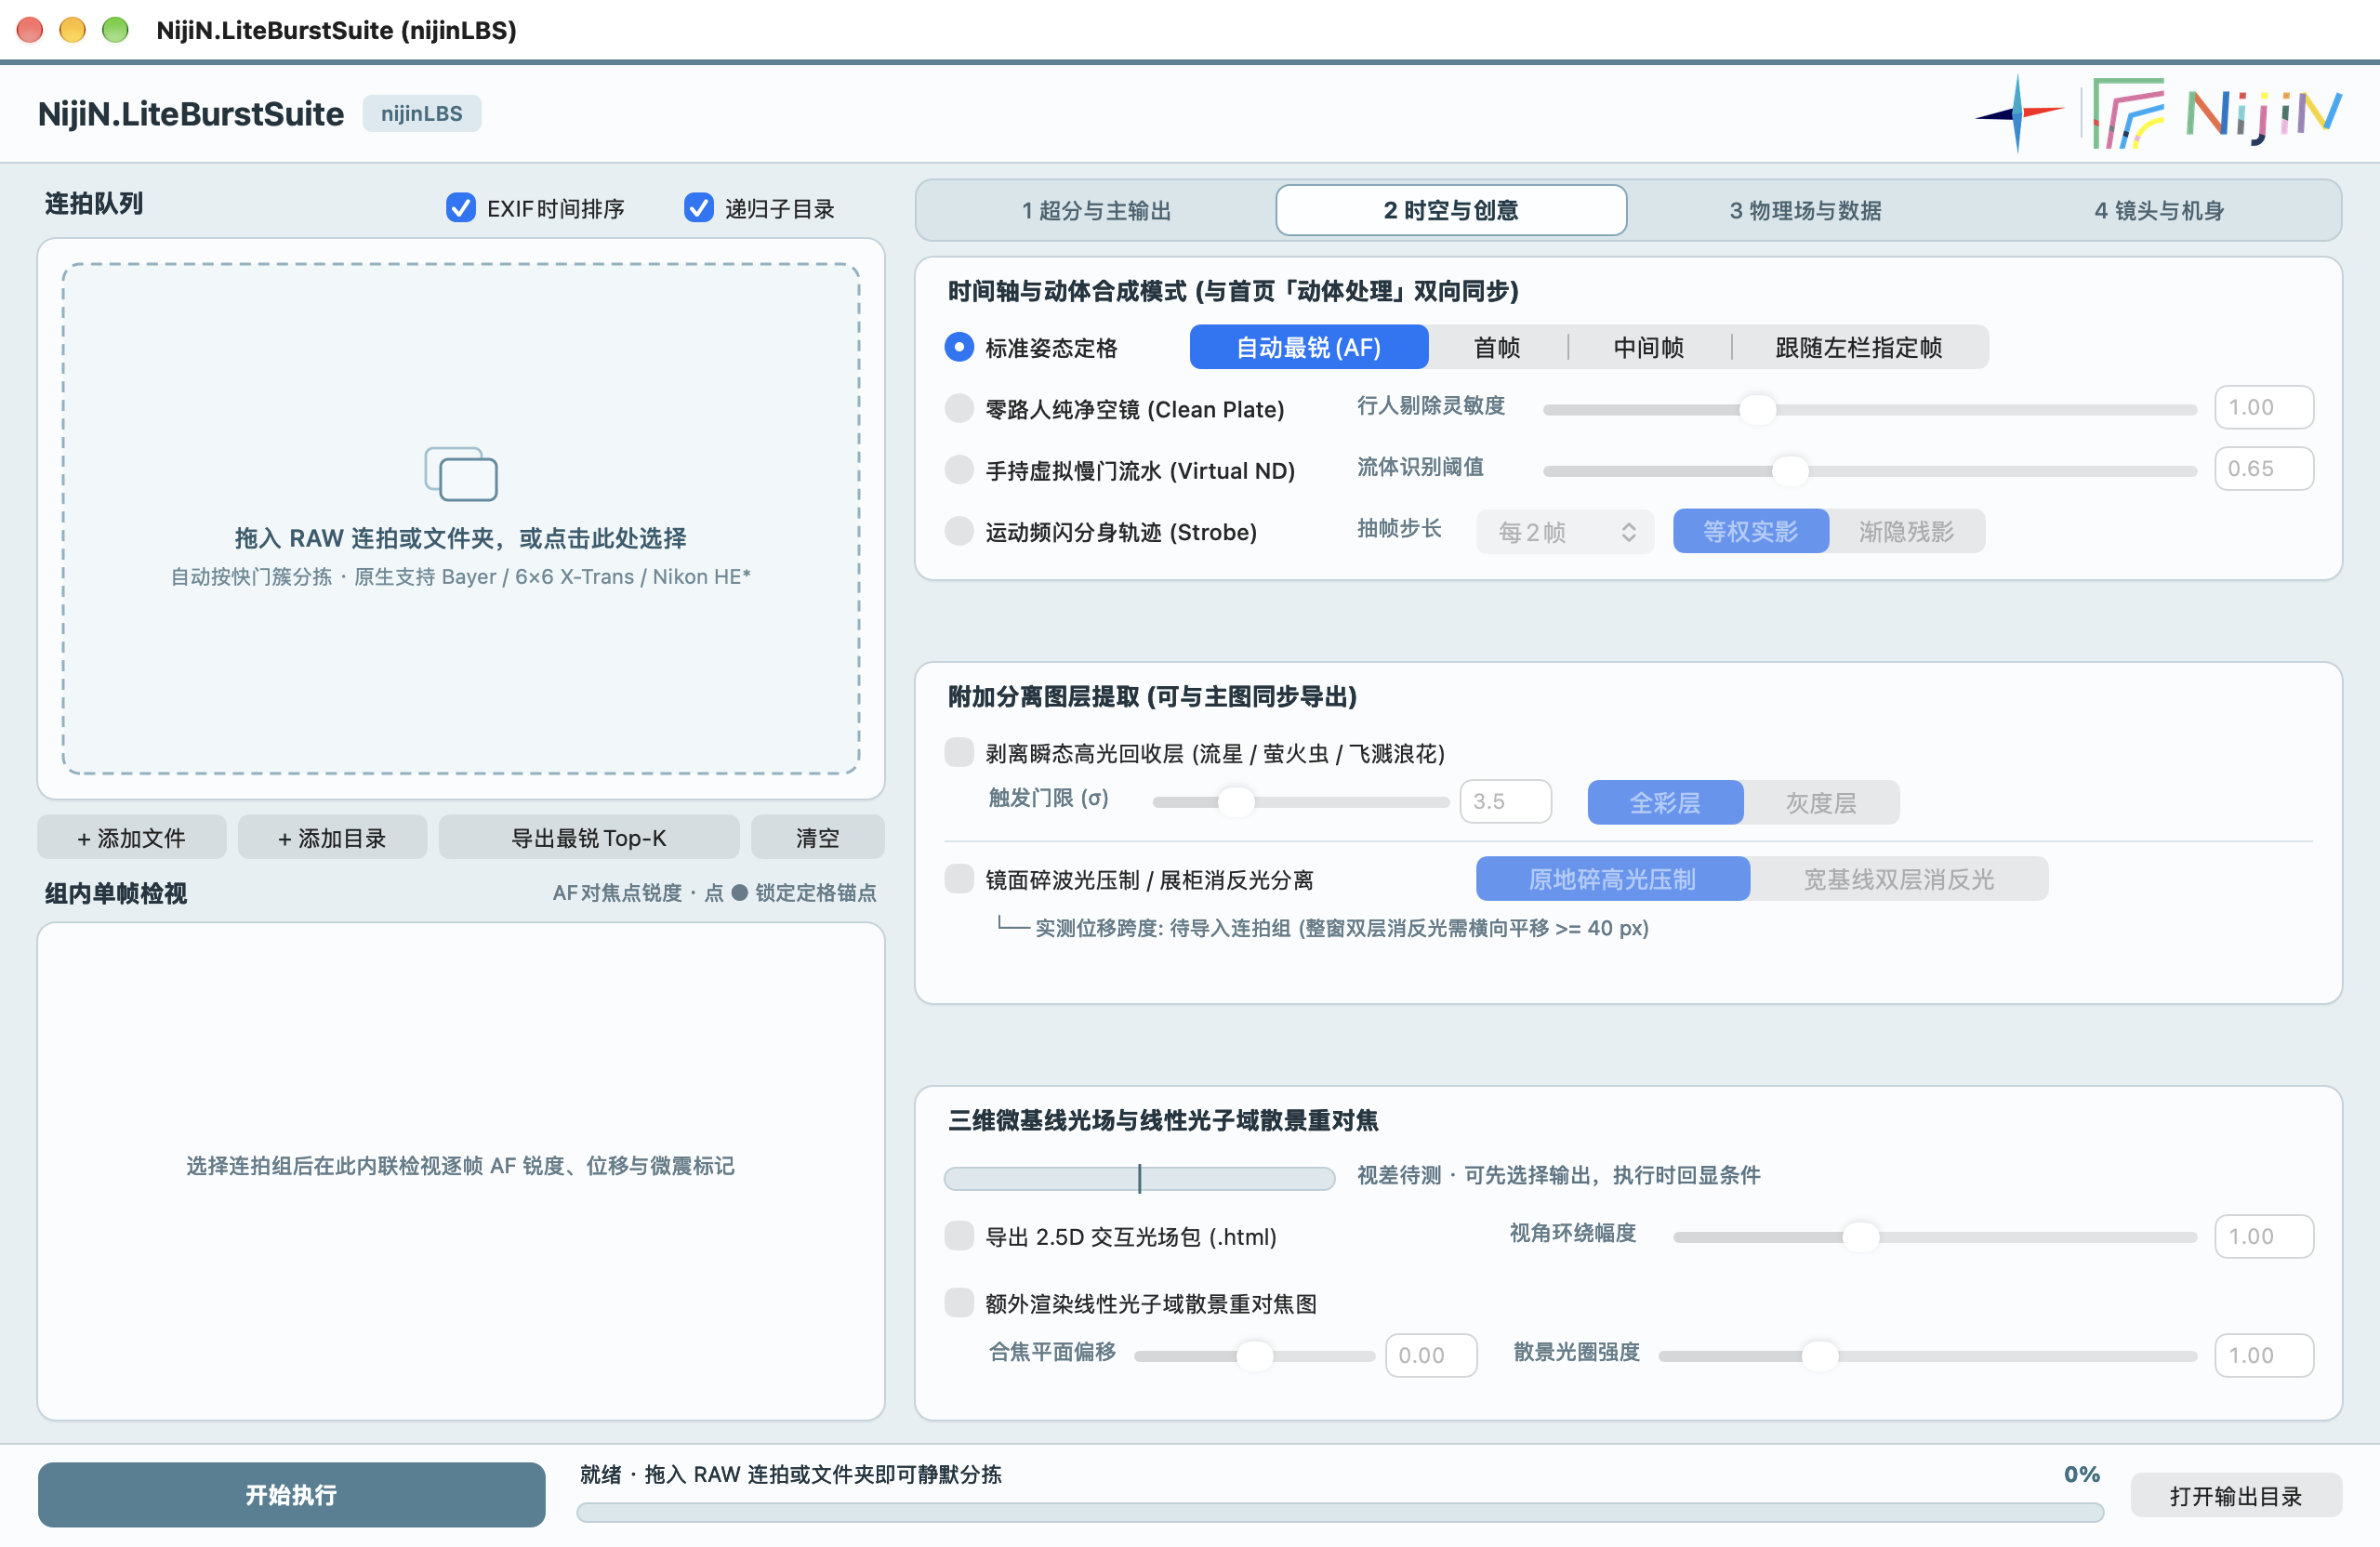 NijiN.LiteBurstSuite (nijinLBS)
NijiN.LiteBurstSuite nijinLBS
NijiN
连拍队列 EXIF时间排序 递归子目录
拖入 RAW 连拍或文件夹，或点击此处选择
自动按快门簇分拣 · 原生支持 Bayer / 6×6 X-Trans / Nikon HE*
+ 添加文件 + 添加目录 导出最锐Top-K 清空
组内单帧检视 AF对焦点锐度 · 点 ● 锁定定格锚点
选择连拍组后在此内联检视逐帧 AF 锐度、位移与微震标记
1 超分与主输出 2 时空与创意 3 物理场与数据 4 镜头与机身
时间轴与动体合成模式 (与首页「动体处理」双向同步)
标准姿态定格 自动最锐(AF) 首帧 中间帧 跟随左栏指定帧
零路人纯净空镜 (Clean Plate) 行人剔除灵敏度 1.00
手持虚拟慢门流水 (Virtual ND) 流体识别阈值 0.65
运动频闪分身轨迹 (Strobe) 抽帧步长 每2帧 等权实影 渐隐残影
附加分离图层提取 (可与主图同步导出)
剥离瞬态高光回收层 (流星 / 萤火虫 / 飞溅浪花)
触发门限 (σ) 3.5 全彩层 灰度层
镜面碎波光压制 / 展柜消反光分离 原地碎高光压制 宽基线双层消反光
└─ 实测位移跨度: 待导入连拍组 (整窗双层消反光需横向平移 >= 40 px)
三维微基线光场与线性光子域散景重对焦
视差待测 · 可先选择输出，执行时回显条件
导出 2.5D 交互光场包 (.html) 视角环绕幅度 1.00
额外渲染线性光子域散景重对焦图
合焦平面偏移 0.00 散景光圈强度 1.00
开始执行 就绪 · 拖入 RAW 连拍或文件夹即可静默分拣 0% 打开输出目录